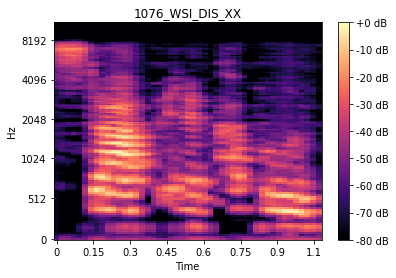 1076_WSI_DIS_XX
8192
4096
2048
1024
512
0
Hz
0 0.15 0.3 0.45 0.6 0.75 0.9 1.1
Time
+0 dB
-10 dB
-20 dB
-30 dB
-40 dB
-50 dB
-60 dB
-70 dB
-80 dB